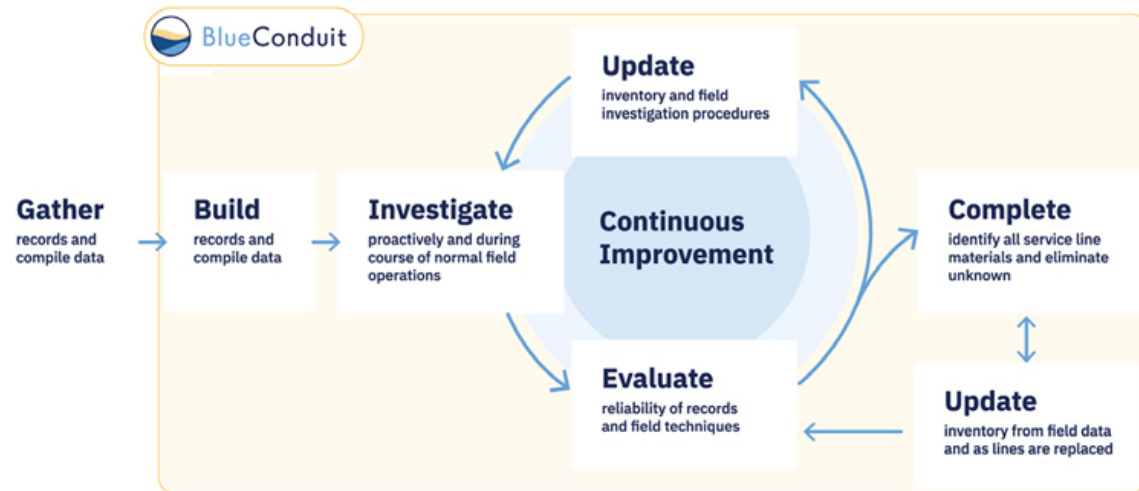 BlueConduit
Gather
records and
compile data
Build
records and
compile data
Investigate
proactively and during
course of normal field
operations
Update
inventory and field
investigation procedures
Continuous
Improvement
Evaluate
reliability of records
and field techniques
Complete
identify all service line
materials and eliminate
unknown
Update
inventory from field data
and as lines are replaced